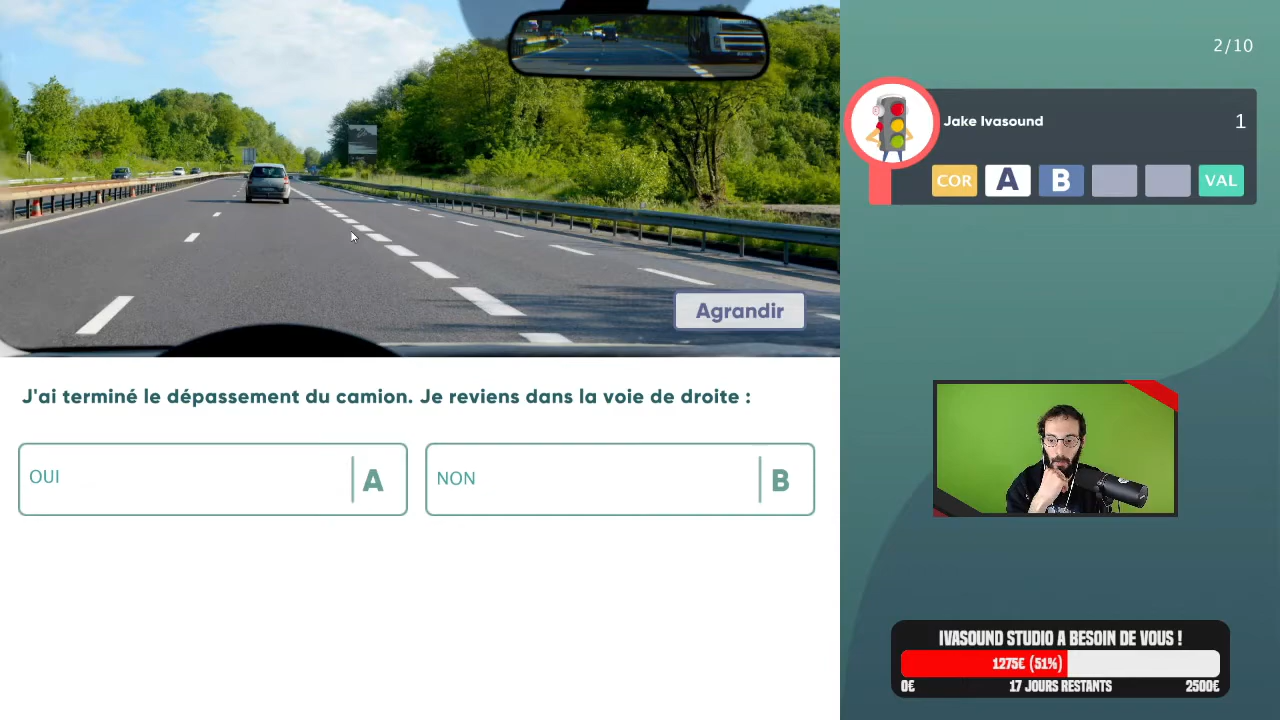 2/10
Jake Ivasound
1
COR A B VAL
Agrandir
J'ai terminé le dépassement du camion. Je reviens dans la voie de droite :
OUI A
NON B
IVASOUND STUDIO A BESOIN DE VOUS !
1275€ (51%)
0€ 17 JOURS RESTANTS 2500€